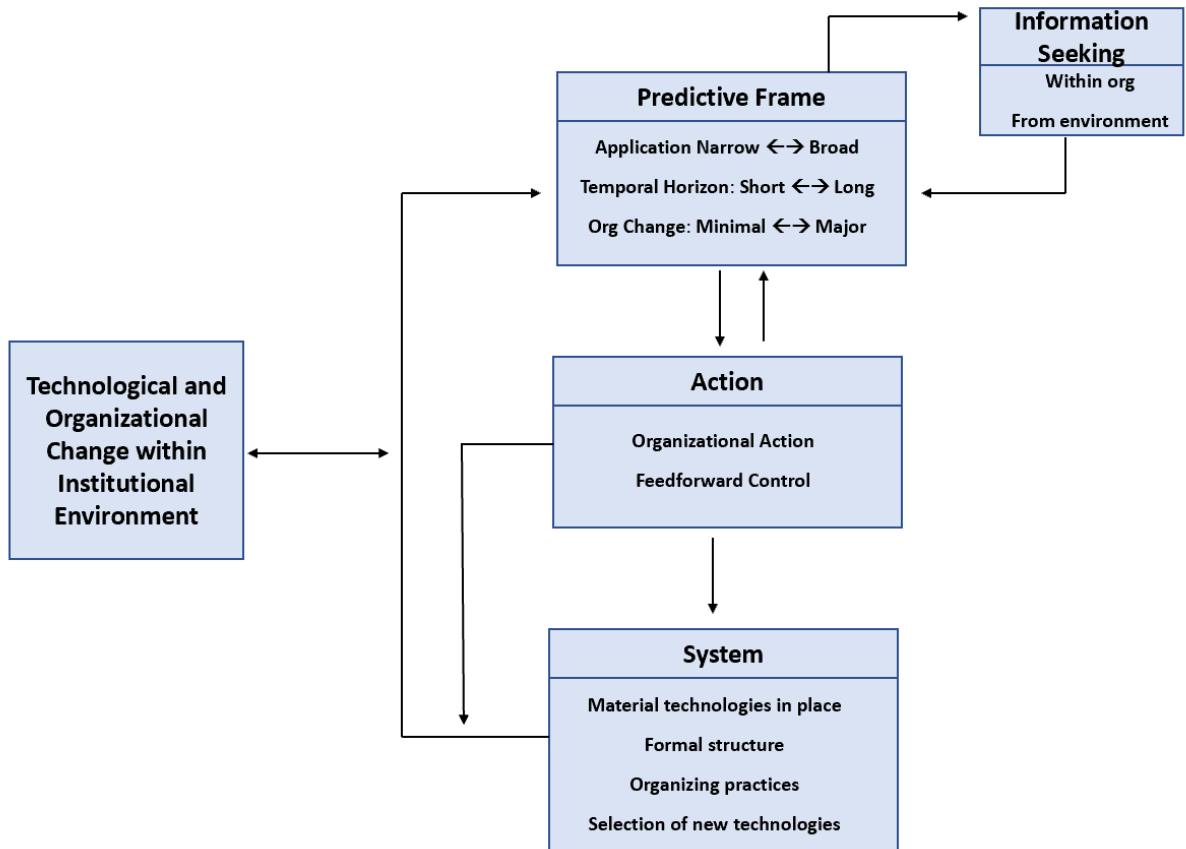 Information
Seeking
Within org
From environment
Predictive Frame
Application Narrow ←→ Broad
Temporal Horizon: Short ←→ Long
Org Change: Minimal ←→ Major
Technological and
Organizational
Change within
Institutional
Environment
Action
Organizational Action
Feedforward Control
System
Material technologies in place
Formal structure
Organizing practices
Selection of new technologies